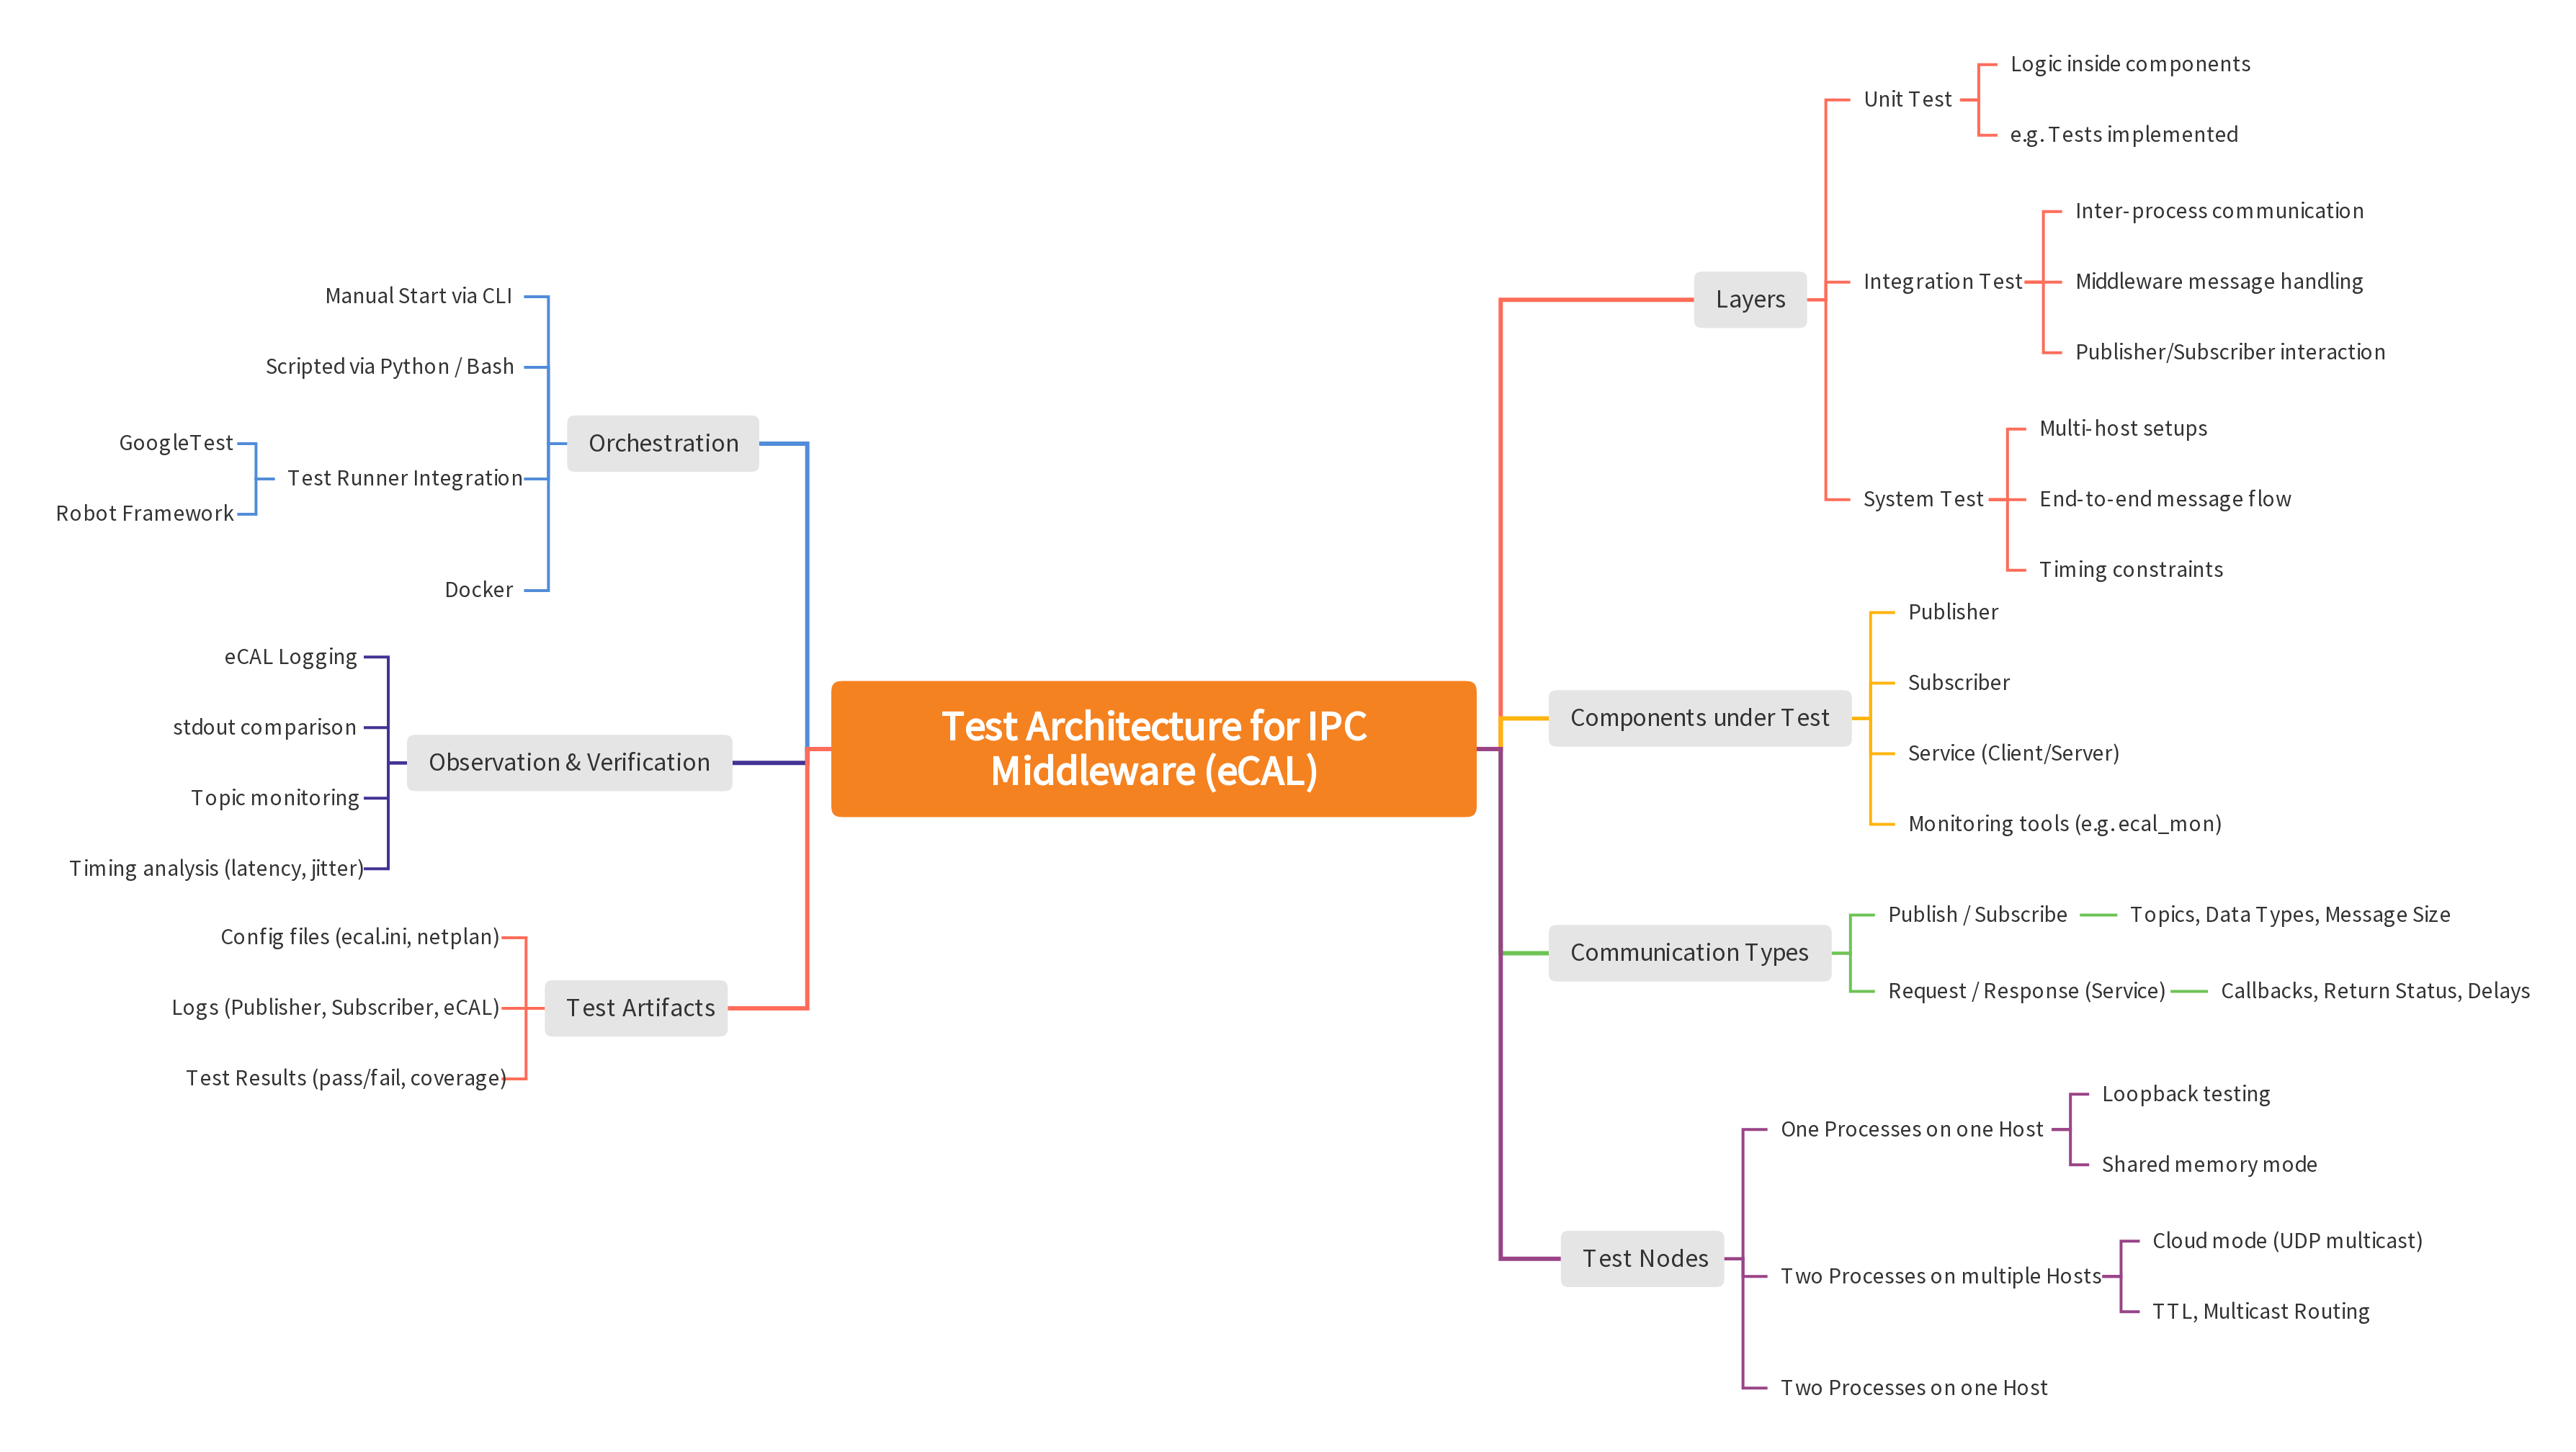 Test Architecture for IPC
Middleware (eCAL)
Layers
Unit Test
Logic inside components
e.g. Tests implemented
Integration Test
Inter-process communication
Middleware message handling
Publisher/Subscriber interaction
System Test
Multi-host setups
End-to-end message flow
Timing constraints
Components under Test
Publisher
Subscriber
Service (Client/Server)
Monitoring tools (e.g. ecal_mon)
Communication Types
Publish / Subscribe
Topics, Data Types, Message Size
Request / Response (Service)
Callbacks, Return Status, Delays
Test Nodes
One Processes on one Host
Loopback testing
Shared memory mode
Two Processes on multiple Hosts
Cloud mode (UDP multicast)
TTL, Multicast Routing
Two Processes on one Host
Orchestration
Manual Start via CLI
Scripted via Python / Bash
Test Runner Integration
GoogleTest
Robot Framework
Docker
Observation & Verification
eCAL Logging
stdout comparison
Topic monitoring
Timing analysis (latency, jitter)
Test Artifacts
Config files (ecal.ini, netplan)
Logs (Publisher, Subscriber, eCAL)
Test Results (pass/fail, coverage)